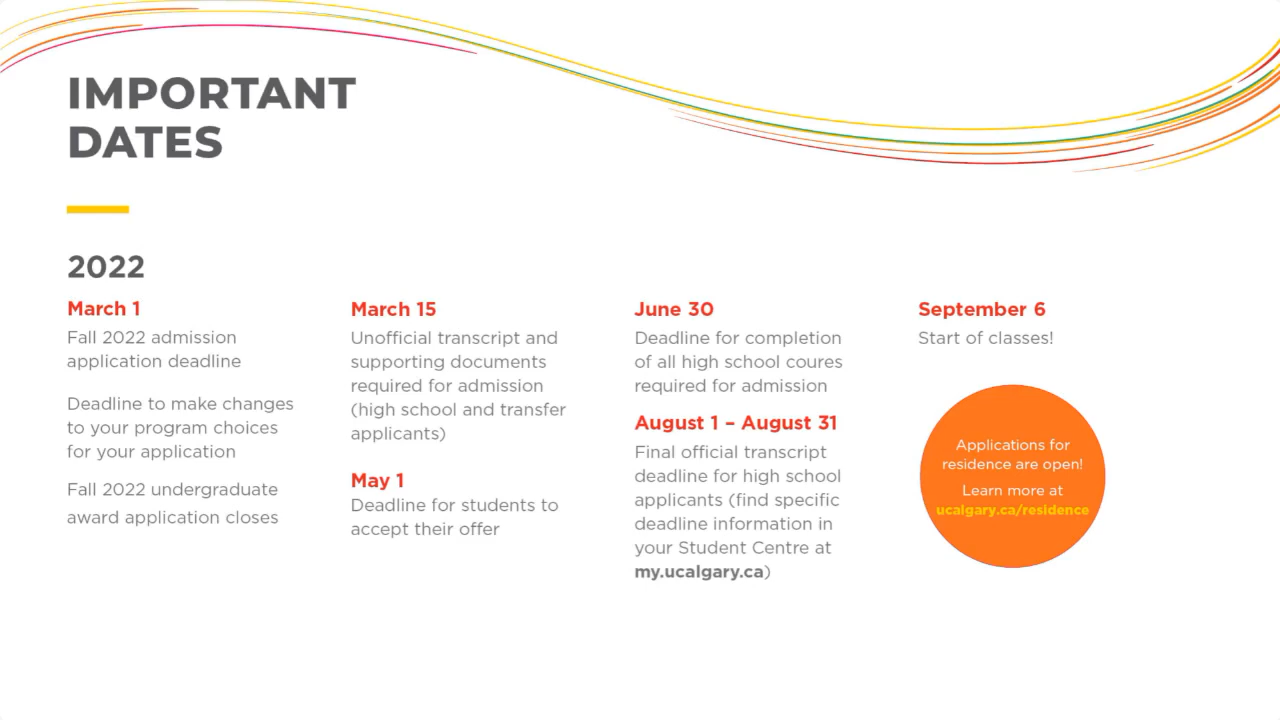 IMPORTANT
DATES
2022
March 1
Fall 2022 admission
application deadline
Deadline to make changes
to your program choices
for your application
Fall 2022 undergraduate
award application closes
March 15
Unofficial transcript and
supporting documents
required for admission
(high school and transfer
applicants)
May 1
Deadline for students to
accept their offer
June 30
Deadline for completion
of all high school coures
required for admission
August 1 – August 31
Final official transcript
deadline for high school
applicants (find specific
deadline information in
your Student Centre at
my.ucalgary.ca)
September 6
Start of classes!
Applications for
residence are open!
Learn more at
ucalgary.ca/residence